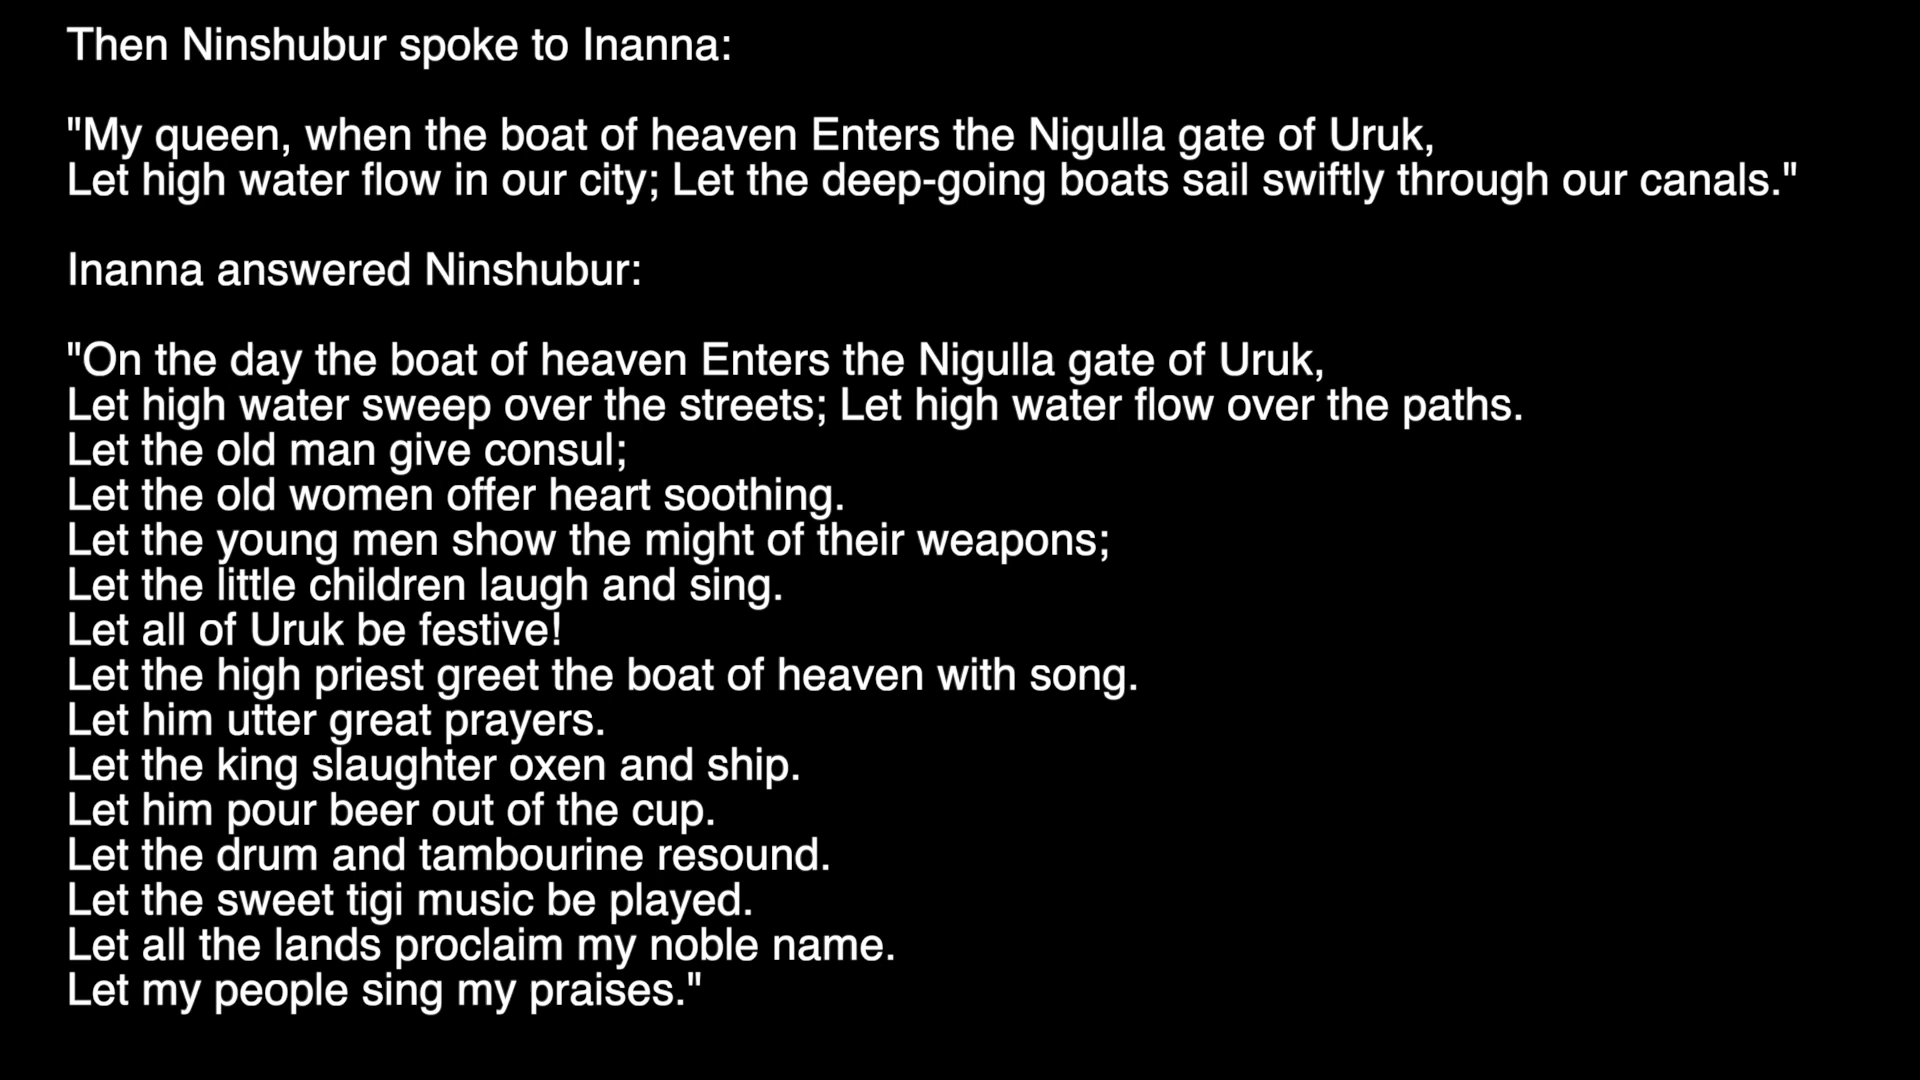 Then Ninshubur spoke to Inanna:
"My queen, when the boat of heaven Enters the Nigulla gate of Uruk,
Let high water flow in our city; Let the deep-going boats sail swiftly through our canals."
Inanna answered Ninshubur:
"On the day the boat of heaven Enters the Nigulla gate of Uruk,
Let high water sweep over the streets; Let high water flow over the paths.
Let the old man give consul;
Let the old women offer heart soothing.
Let the young men show the might of their weapons;
Let the little children laugh and sing.
Let all of Uruk be festive!
Let the high priest greet the boat of heaven with song.
Let him utter great prayers.
Let the king slaughter oxen and ship.
Let him pour beer out of the cup.
Let the drum and tambourine resound.
Let the sweet tigi music be played.
Let all the lands proclaim my noble name.
Let my people sing my praises."